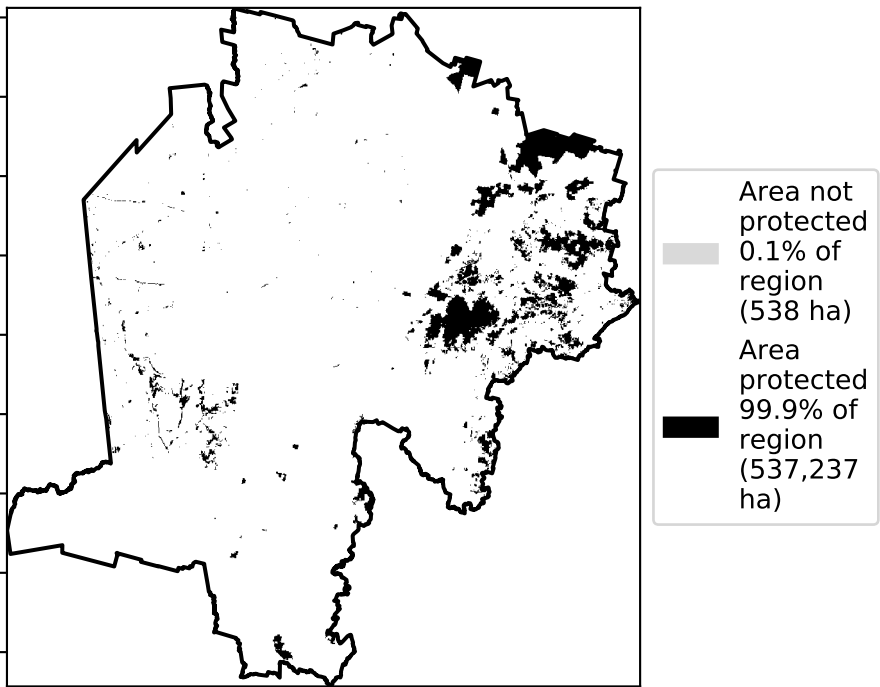 Area not
protected
0.1% of
region
(538 ha)
Area
protected
99.9% of
region
(537,237
ha)